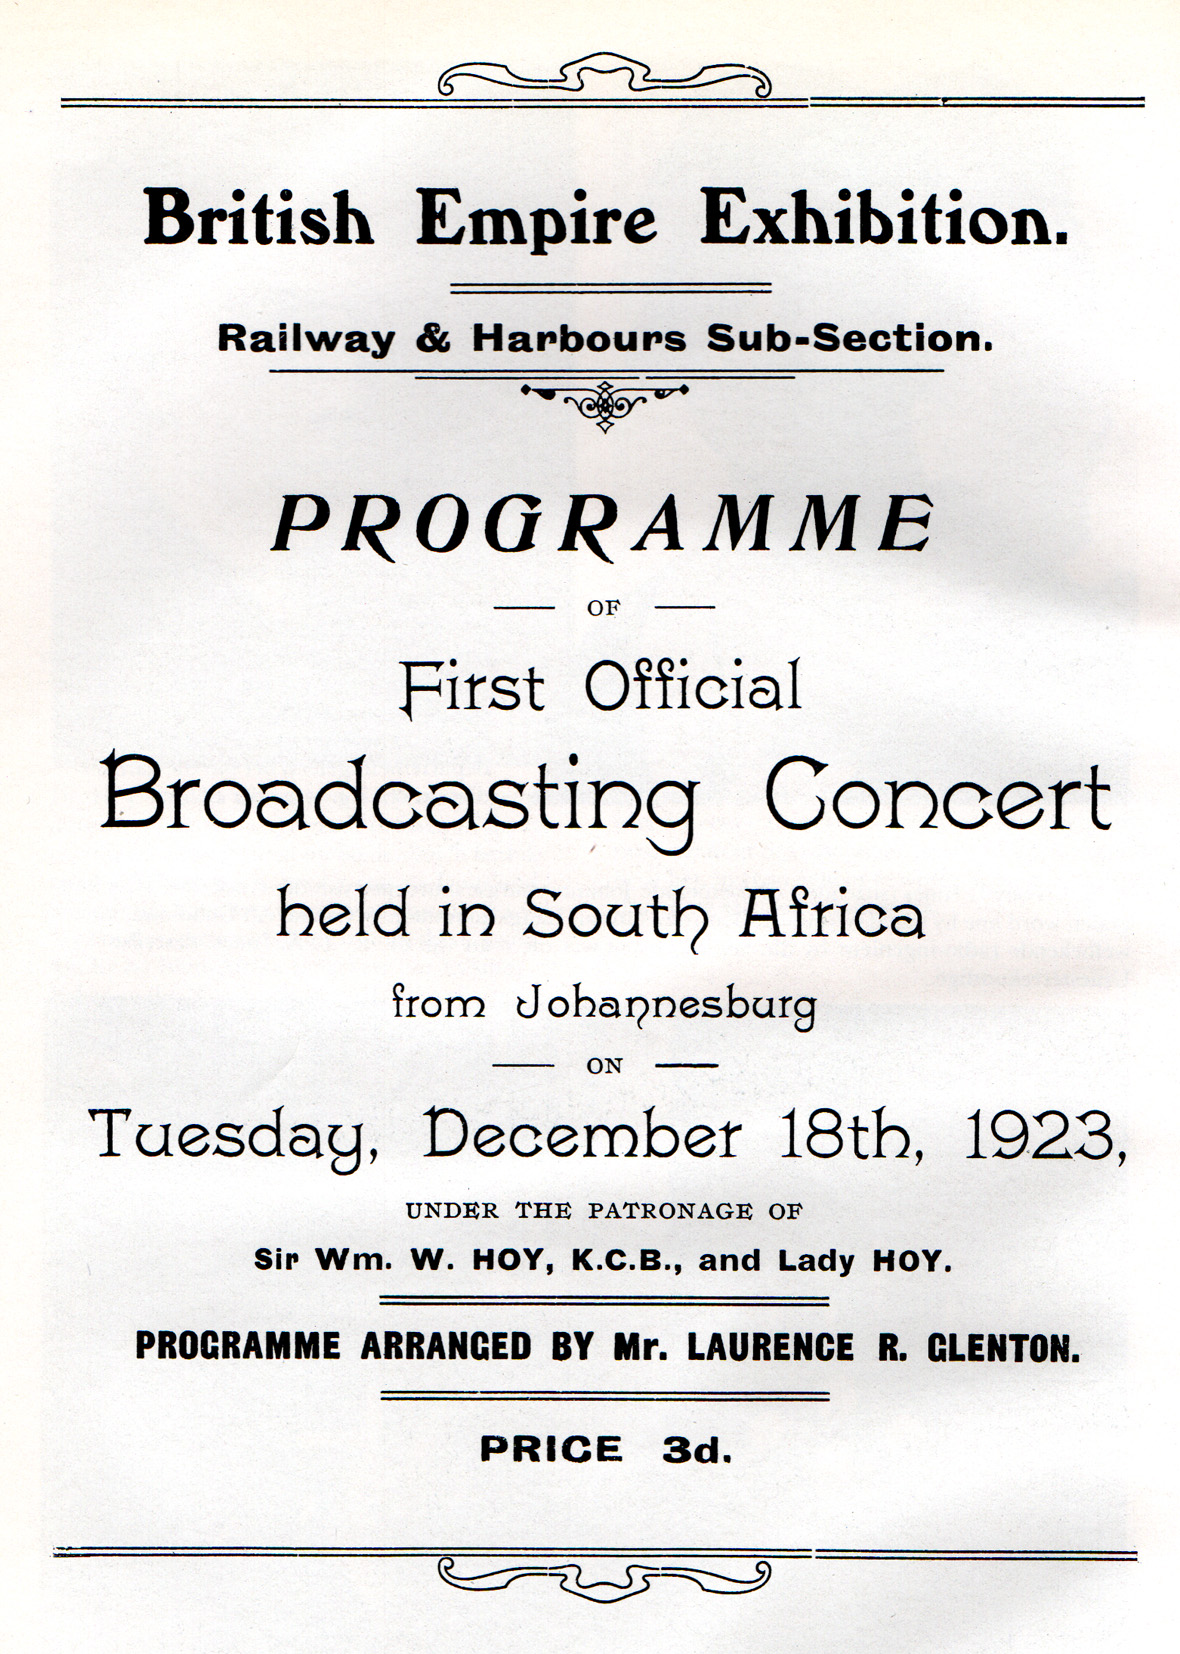 British Empire Exhibition.
Railway & Harbours Sub-Section.
PROGRAMME
OF
First Official
Broadcasting Concert
held in South Africa
from Johannesburg
ON
Tuesday, December 18th, 1923,
UNDER THE PATRONAGE OF
Sir Wm. W. HOY, K.C.B., and Lady HOY.
PROGRAMME ARRANGED BY Mr. LAURENCE R. GLENTON.
PRICE 3d.